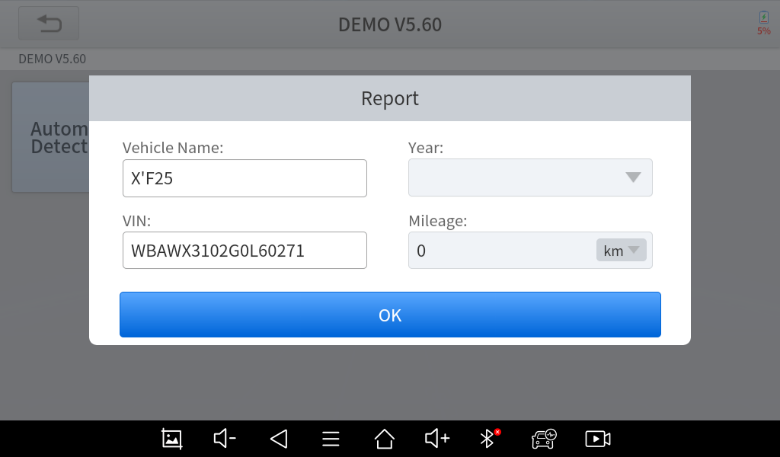 DEMO V5.60
5%
DEMO V5.60
Autom
Detect
Report
Vehicle Name:
Year:
X'F25
VIN:
Mileage:
WBAWX3102G0L60271
0
km
OK